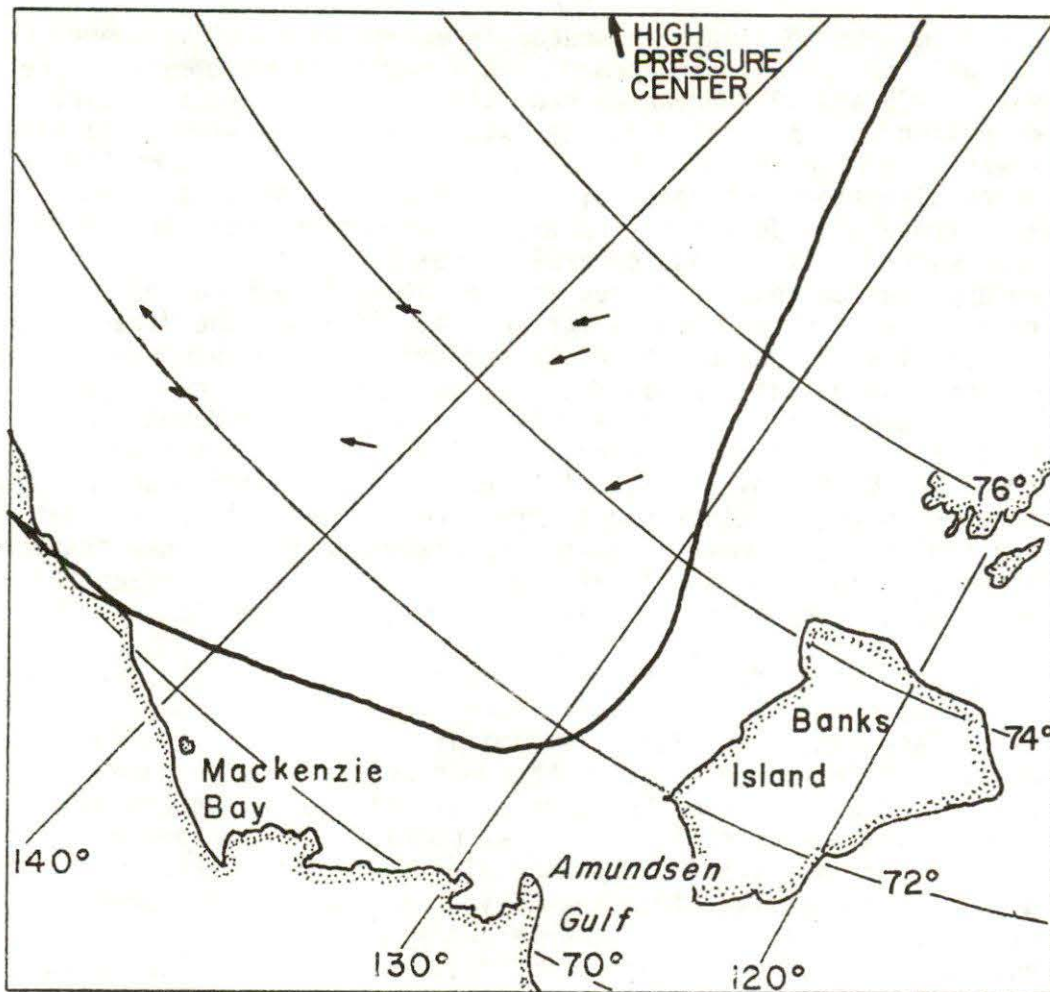 HIGH
PRESSURE
CENTER
76°
Banks
Island
74°
Mackenzie
Bay
140°
Amundsen
Gulf
72°
130°
70°
120°